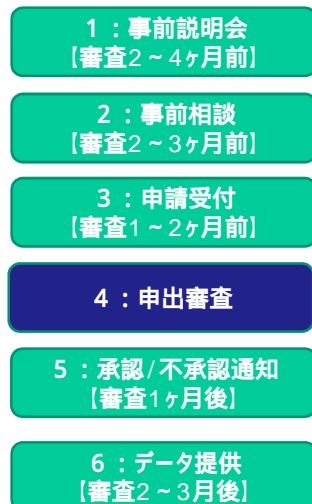 1：事前説明会
【審査2～4ヶ月前】
2：事前相談
【審査2～3ヶ月前】
3：申請受付
【審査1～2ヶ月前】
4：申出審査
5：承認/不承認通知
【審査1ヶ月後】
6：データ提供
【審査2～3月後】